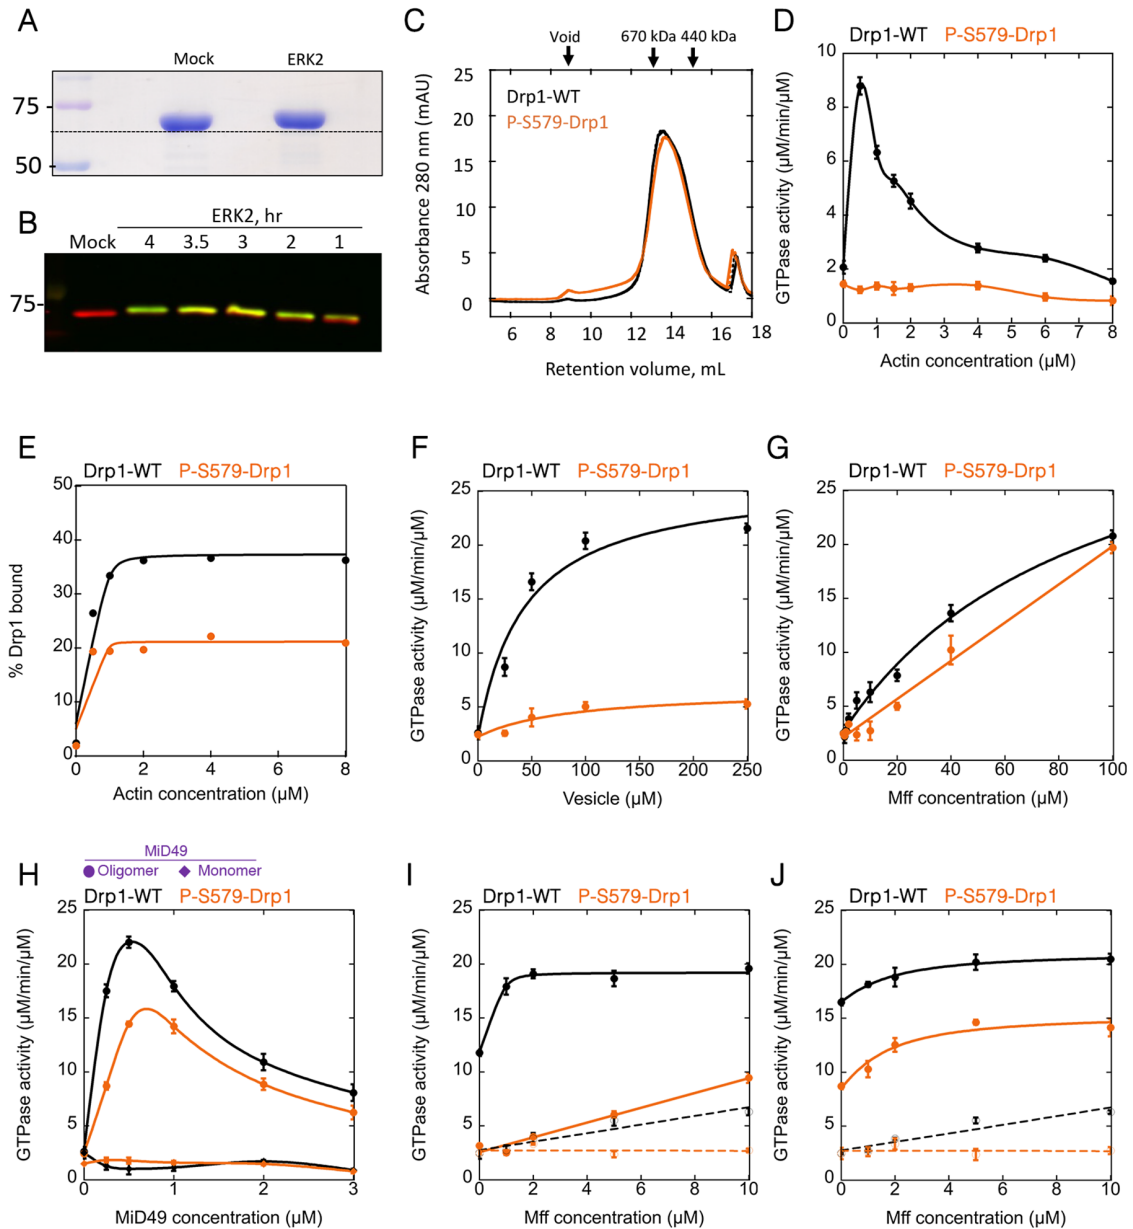 A
Mock ERK2
75
50
B
ERK2, hr
Mock 4 3.5 3 2 1
75
C
Void 670 kDa 440 kDa
Drp1-WT
P-S579-Drp1
Absorbance 280 nm (mAU)
25
20
15
10
5
0
6 8 10 12 14 16 18
Retention volume, mL
D
Drp1-WT P-S579-Drp1
GTPase activity (µM/min/µM)
10
8
6
4
2
0
0 1 2 3 4 5 6 7 8
Actin concentration (µM)
E
Drp1-WT P-S579-Drp1
% Drp1 bound
50
40
30
20
10
0
0 2 4 6 8
Actin concentration (µM)
F
Drp1-WT P-S579-Drp1
GTPase activity (µM/min/µM)
25
20
15
10
5
0
0 50 100 150 200 250
Vesicle (µM)
G
Drp1-WT P-S579-Drp1
GTPase activity (µM/min/µM)
25
20
15
10
5
0
0 20 40 60 80 100
Mff concentration (µM)
H
MiD49
Oligomer Monomer
Drp1-WT P-S579-Drp1
GTPase activity (µM/min/µM)
25
20
15
10
5
0
0 1 2 3
MiD49 concentration (µM)
I
Drp1-WT P-S579-Drp1
GTPase activity (µM/min/µM)
25
20
15
10
5
0
0 2 4 6 8 10
Mff concentration (µM)
J
Drp1-WT P-S579-Drp1
GTPase activity (µM/min/µM)
25
20
15
10
5
0
0 2 4 6 8 10
Mff concentration (µM)